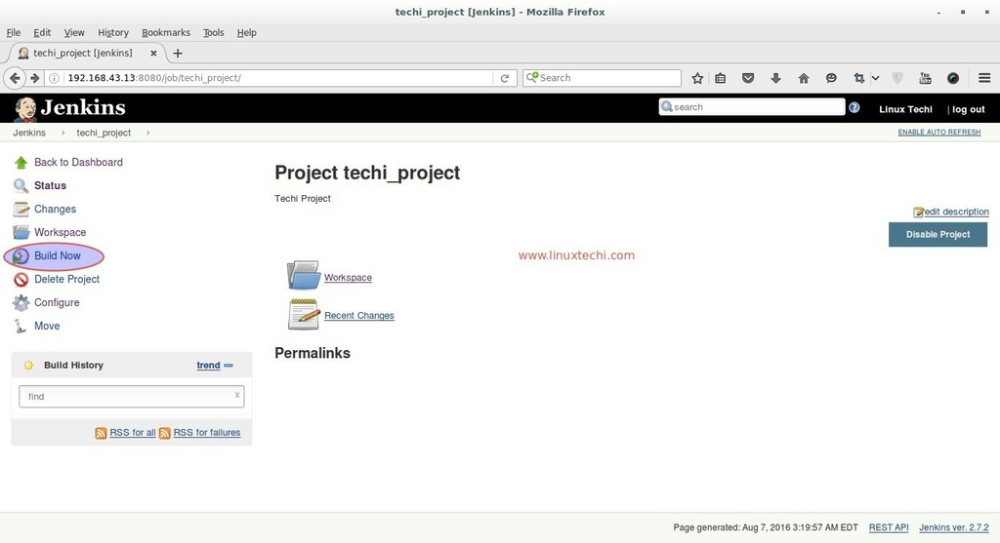 techi_project [Jenkins] - Mozilla Firefox
File Edit View History Bookmarks Tools Help
techi_project [Jenkins]
192.168.43.13:8080/job/techi_project/
Search
Jenkins
search
Linux Techi
| log out
Jenkins
techi_project
ENABLE AUTO REFRESH
Back to Dashboard
Status
Changes
Workspace
Build Now
Delete Project
Configure
Move
Build History
trend
find
x
RSS for all
RSS for failures
Project techi_project
Techi Project
edit description
Disable Project
www.linuxtechi.com
Workspace
Recent Changes
Permalinks
Page generated: Aug 7, 2016 3:19:57 AM EDT
REST API
Jenkins ver. 2.7.2